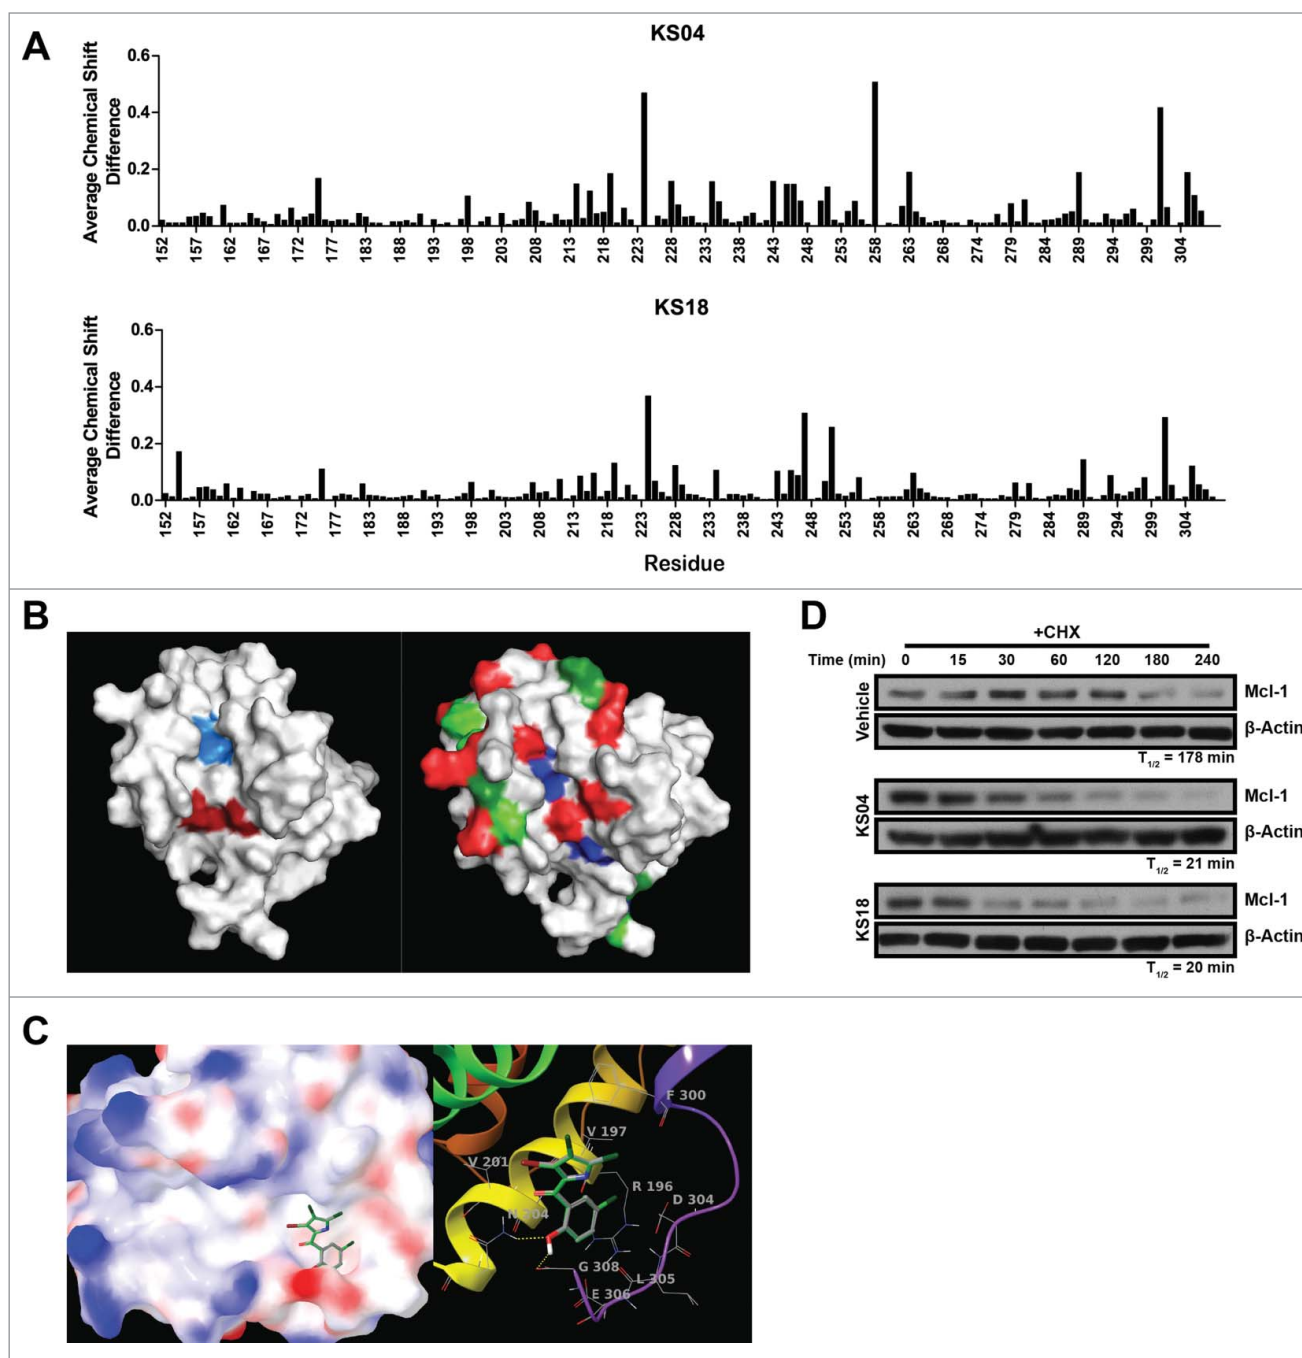 A
KS04
Average Chemical Shift
Difference
0.6
0.4
0.2
0.0
152 157 162 167 172 177 183 188 193 198 203 208 213 218 223 228 233 238 243 248 253 258 263 268 274 279 284 289 294 299 304
KS18
Average Chemical Shift
Difference
0.6
0.4
0.2
0.0
152 157 162 167 172 177 183 188 193 198 203 208 213 218 223 228 233 238 243 248 253 258 263 268 274 279 284 289 294 299 304
Residue
B
D
+CHX
Time (min) 0 15 30 60 120 180 240
Vehicle
Mcl-1
β-Actin
T1/2 = 178 min
KS04
Mcl-1
β-Actin
T1/2 = 21 min
KS18
Mcl-1
β-Actin
T1/2 = 20 min
C
F 300
V 197
V 201
R 196
D 304
G 308
L 305
E 306